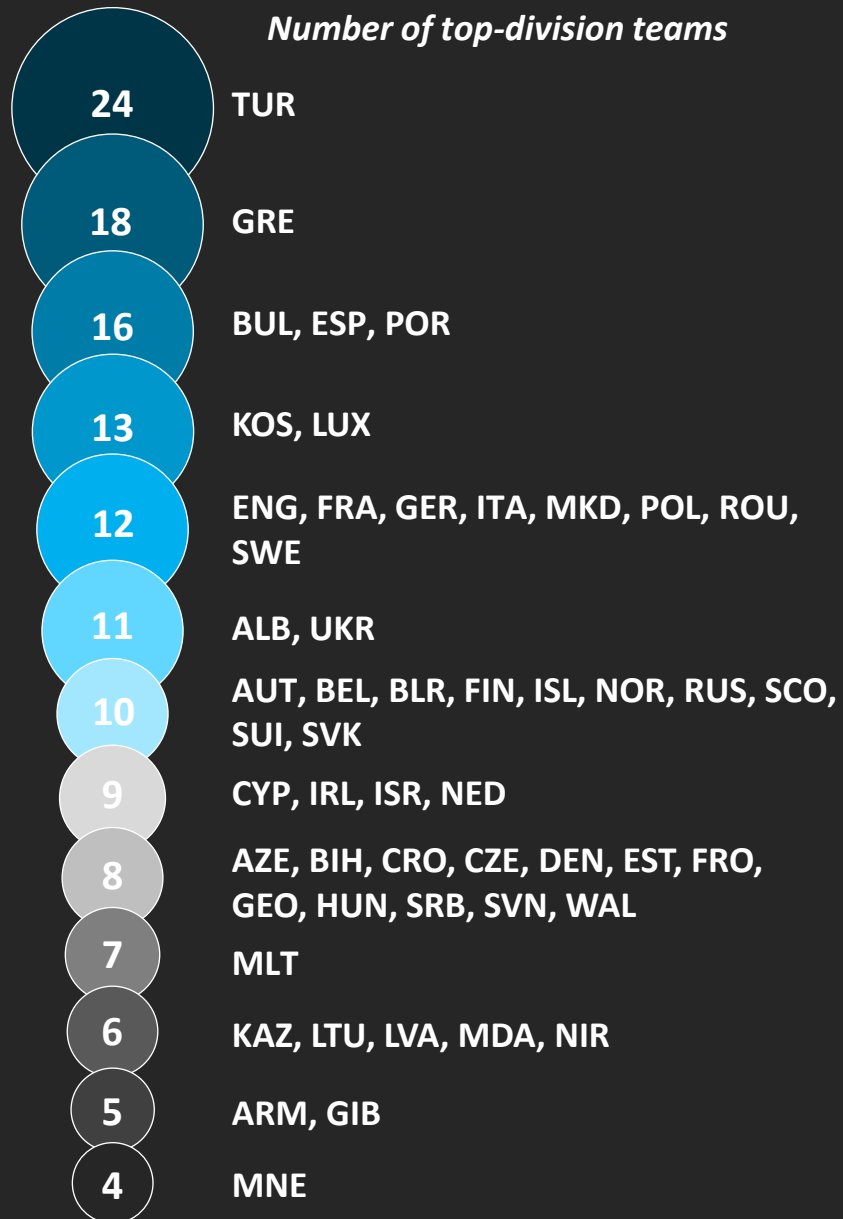 Number of top-division teams
24 TUR
18 GRE
16 BUL, ESP, POR
13 KOS, LUX
12 ENG, FRA, GER, ITA, MKD, POL, ROU,
SWE
11 ALB, UKR
10 AUT, BEL, BLR, FIN, ISL, NOR, RUS, SCO,
SUI, SVK
9 CYP, IRL, ISR, NED
8 AZE, BIH, CRO, CZE, DEN, EST, FRO,
GEO, HUN, SRB, SVN, WAL
7 MLT
6 KAZ, LTU, LVA, MDA, NIR
5 ARM, GIB
4 MNE